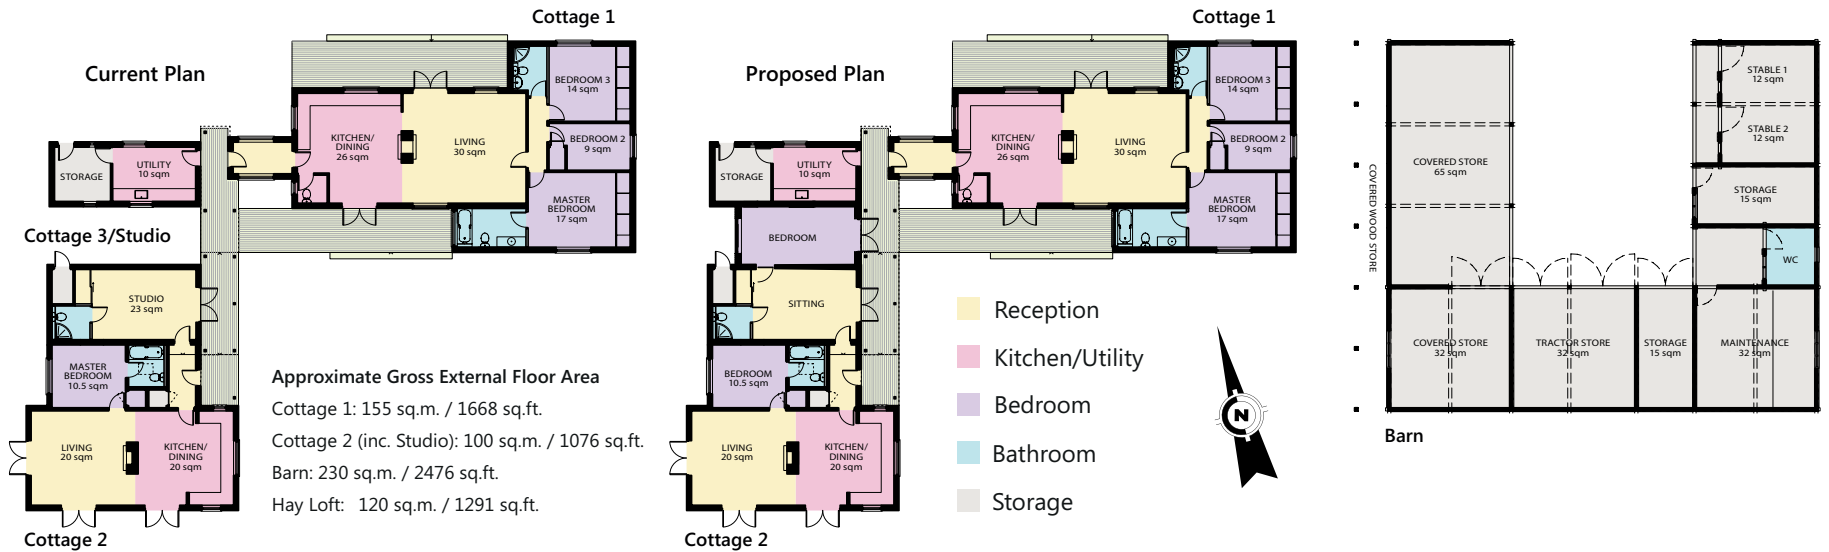 Cottage 1
Current Plan
BEDROOM 3
14 sqm
KITCHEN/
DINING
26 sqm
LIVING
30 sqm
BEDROOM 2
9 sqm
UTILITY
10 sqm
STORAGE
MASTER
BEDROOM
17 sqm
Cottage 3/Studio
STUDIO
23 sqm
MASTER
BEDROOM
10.5 sqm
LIVING
20 sqm
KITCHEN/
DINING
20 sqm
Cottage 2
Approximate Gross External Floor Area
Cottage 1: 155 sq.m. / 1668 sq.ft.
Cottage 2 (inc. Studio): 100 sq.m. / 1076 sq.ft.
Barn: 230 sq.m. / 2476 sq.ft.
Hay Loft: 120 sq.m. / 1291 sq.ft.
Cottage 1
Proposed Plan
BEDROOM 3
14 sqm
KITCHEN/
DINING
26 sqm
LIVING
30 sqm
BEDROOM 2
9 sqm
UTILITY
10 sqm
STORAGE
MASTER
BEDROOM
17 sqm
BEDROOM
SITTING
BEDROOM
10.5 sqm
LIVING
20 sqm
KITCHEN/
DINING
20 sqm
Cottage 2
Reception
Kitchen/Utility
Bedroom
Bathroom
Storage
N
STABLE 1
12 sqm
STABLE 2
12 sqm
COVERED STORE
65 sqm
COVERED WOOD STORE
STORAGE
15 sqm
WC
COVERED STORE
32 sqm
TRACTOR STORE
32 sqm
STORAGE
15 sqm
MAINTENANCE
32 sqm
Barn